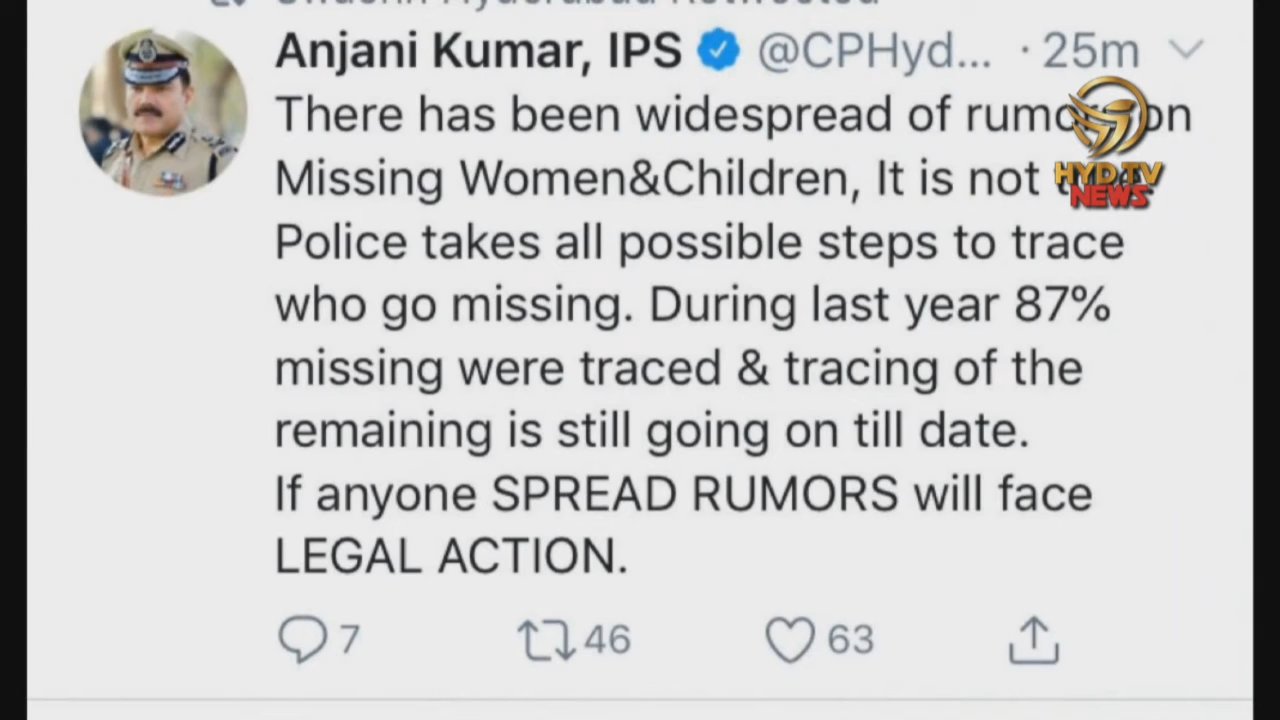 Anjani Kumar, IPS @CPHyd... · 25m
There has been widespread of on
Missing Women&Children, It is not
Police takes all possible steps to trace
who go missing. During last year 87%
missing were traced & tracing of the
remaining is still going on till date.
If anyone SPREAD RUMORS will face
LEGAL ACTION.
7 46 63
HYD TV
NEWS